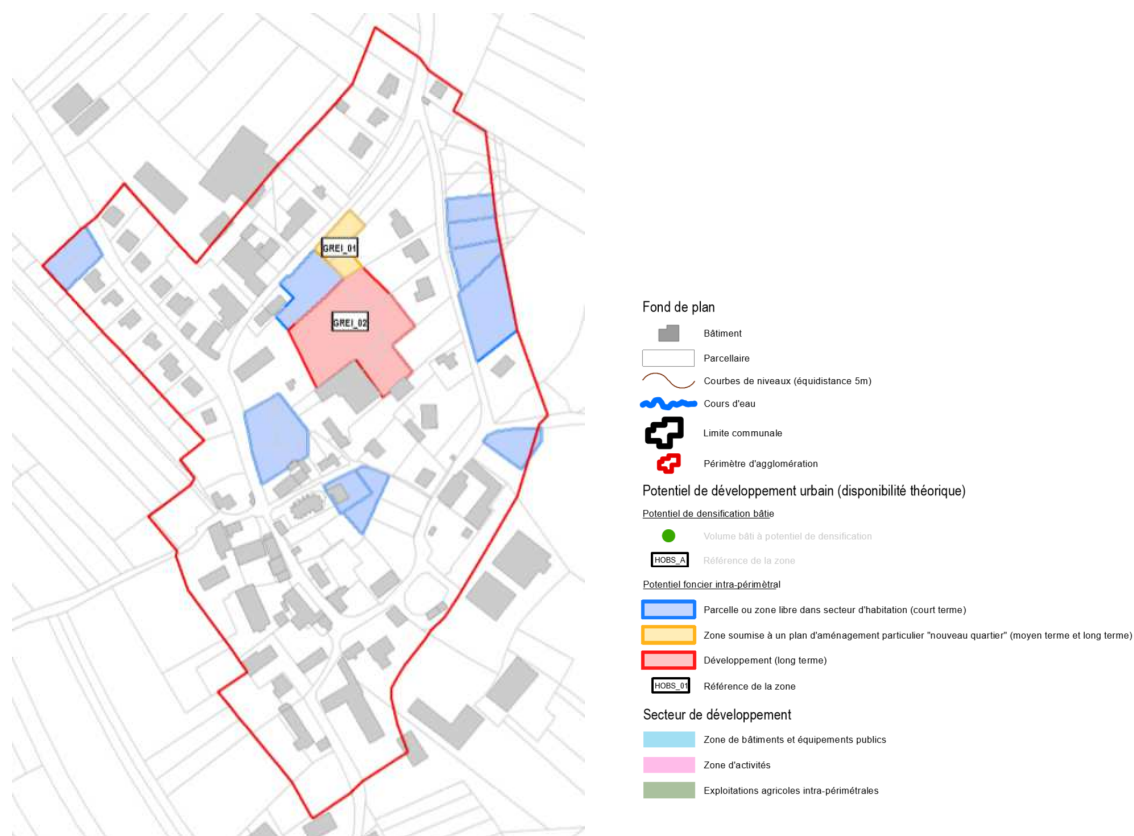 GREI_01
GREI_02
Fond de plan
Bâtiment
Parcellaire
Courbes de niveaux (équidistance 5m)
Cours d'eau
Limite communale
Périmètre d'agglomération
Potentiel de développement urbain (disponibilité théorique)
Potentiel de densification bâtie
Volume bâti à potentiel de densification
HOBS_A Référence de la zone
Potentiel foncier intra-périmétral
Parcelle ou zone libre dans secteur d'habitation (court terme)
Zone soumise à un plan d'aménagement particulier "nouveau quartier" (moyen terme et long terme)
Développement (long terme)
HOBS_01 Référence de la zone
Secteur de développement
Zone de bâtiments et équipements publics
Zone d'activités
Exploitations agricoles intra-périmétrales